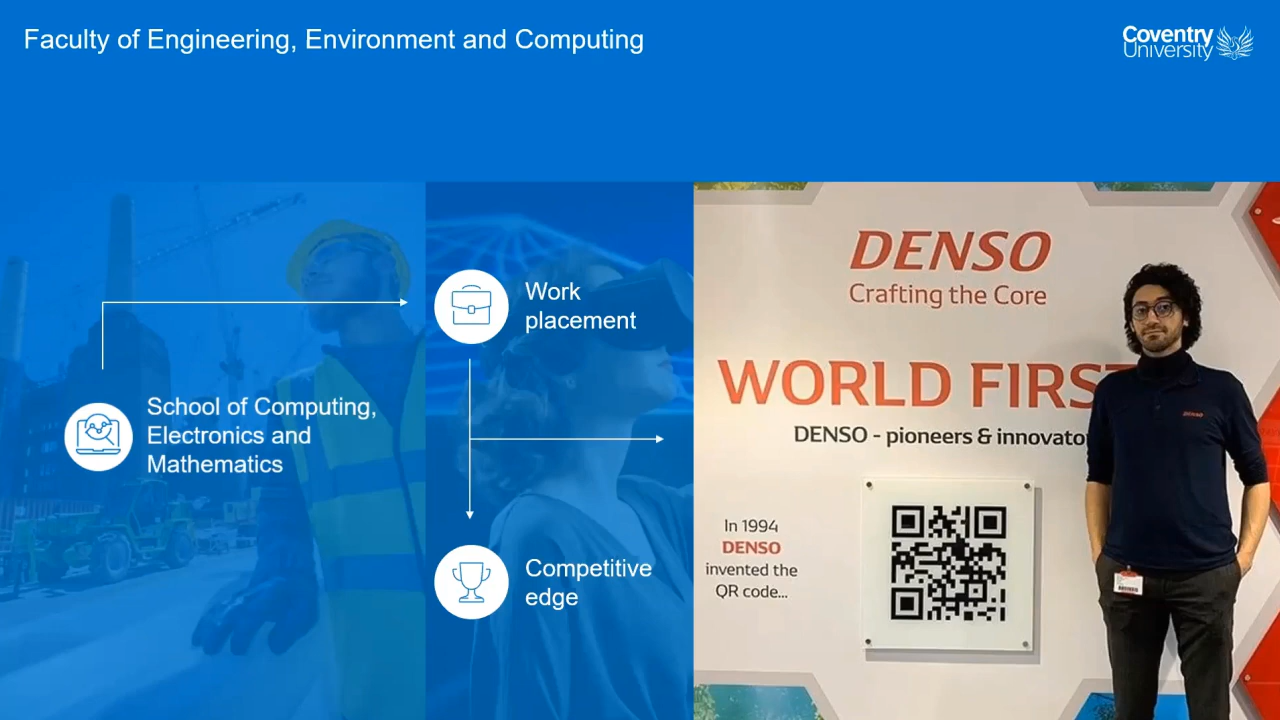 Faculty of Engineering, Environment and Computing
Coventry
University
Work
placement
School of Computing,
Electronics and
Mathematics
Competitive
edge
DENSO
Crafting the Core
WORLD FIRST
DENSO - pioneers & innovato
In 1994
DENSO
invented the
QR code...
DENSO